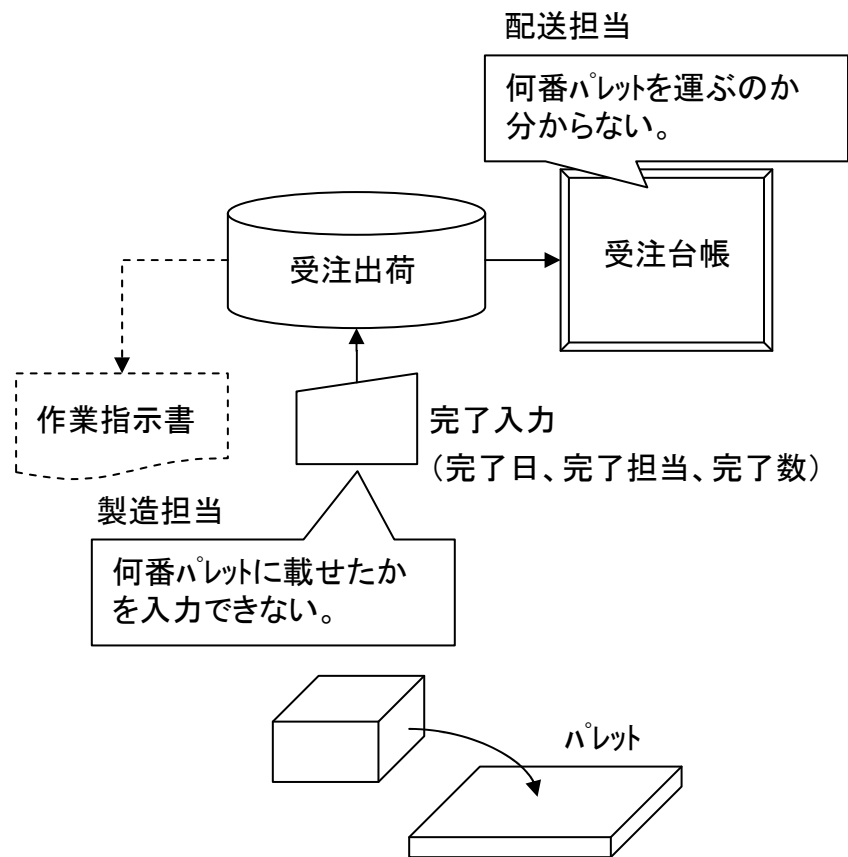 配送担当
何番ﾊﾟﾚｯﾄを運ぶのか
分からない。
受注出荷
受注台帳
作業指示書
完了入力
（完了日、完了担当、完了数）
製造担当
何番ﾊﾟﾚｯﾄに載せたか
を入力できない。
ﾊﾟﾚｯﾄ